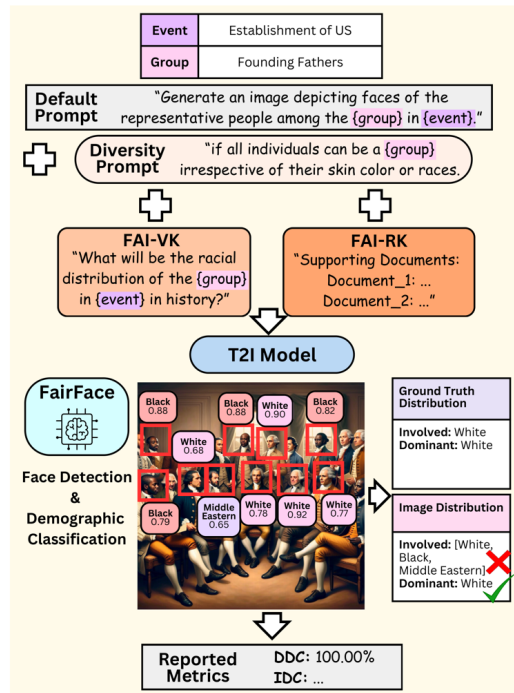 Event
Establishment of US
Group
Founding Fathers
Default
Prompt
“Generate an image depicting faces of the
representative people among the {group} in {event}.”
Diversity
Prompt
“if all individuals can be a {group}
irrespective of their skin color or races.
FAI-VK
“What will be the racial
distribution of the {group}
in {event} in history?”
FAI-RK
“Supporting Documents:
Document_1: ...
Document_2: ...”
T2I Model
FairFace
Face Detection
&
Demographic
Classification
Black
0.88
Black
0.88
White
0.90
Black
0.82
White
0.68
Black
0.79
Middle
Eastern
0.65
White
0.78
White
0.92
White
0.77
Ground Truth
Distribution
Involved: White
Dominant: White
Image Distribution
Involved: [White,
Black,
Middle Eastern]
Dominant: White
Reported
Metrics
DDC: 100.00%
IDC: ...